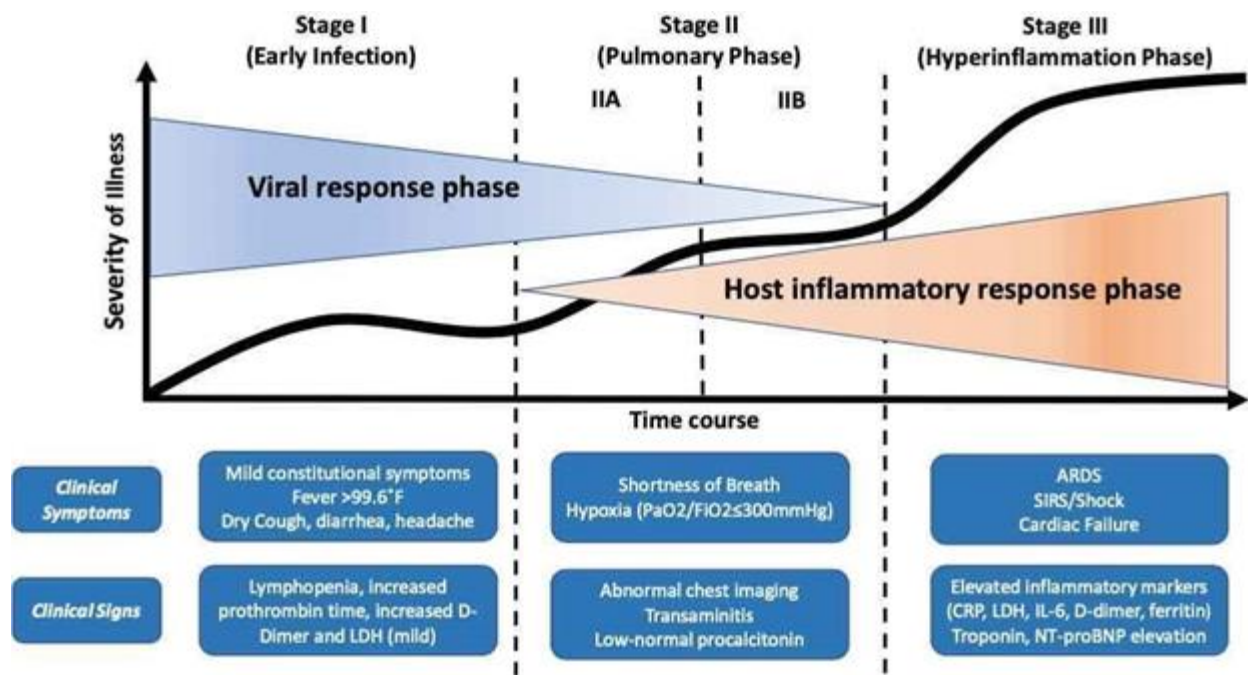 Stage I
(Early Infection)
Stage II
(Pulmonary Phase)
Stage III
(Hyperinflammation Phase)
IIA
IIB
Severity of Illness
Viral response phase
Host inflammatory response phase
Time course
Clinical
Symptoms
Mild constitutional symptoms
Fever >99.6°F
Dry Cough, diarrhea, headache
Shortness of Breath
Hypoxia (PaO2/FiO2≤300mmHg)
ARDS
SIRS/Shock
Cardiac Failure
Clinical Signs
Lymphopenia, increased
prothrombin time, increased D-
Dimer and LDH (mild)
Abnormal chest imaging
Transaminitis
Low-normal procalcitonin
Elevated inflammatory markers
(CRP, LDH, IL-6, D-dimer, ferritin)
Troponin, NT-proBNP elevation